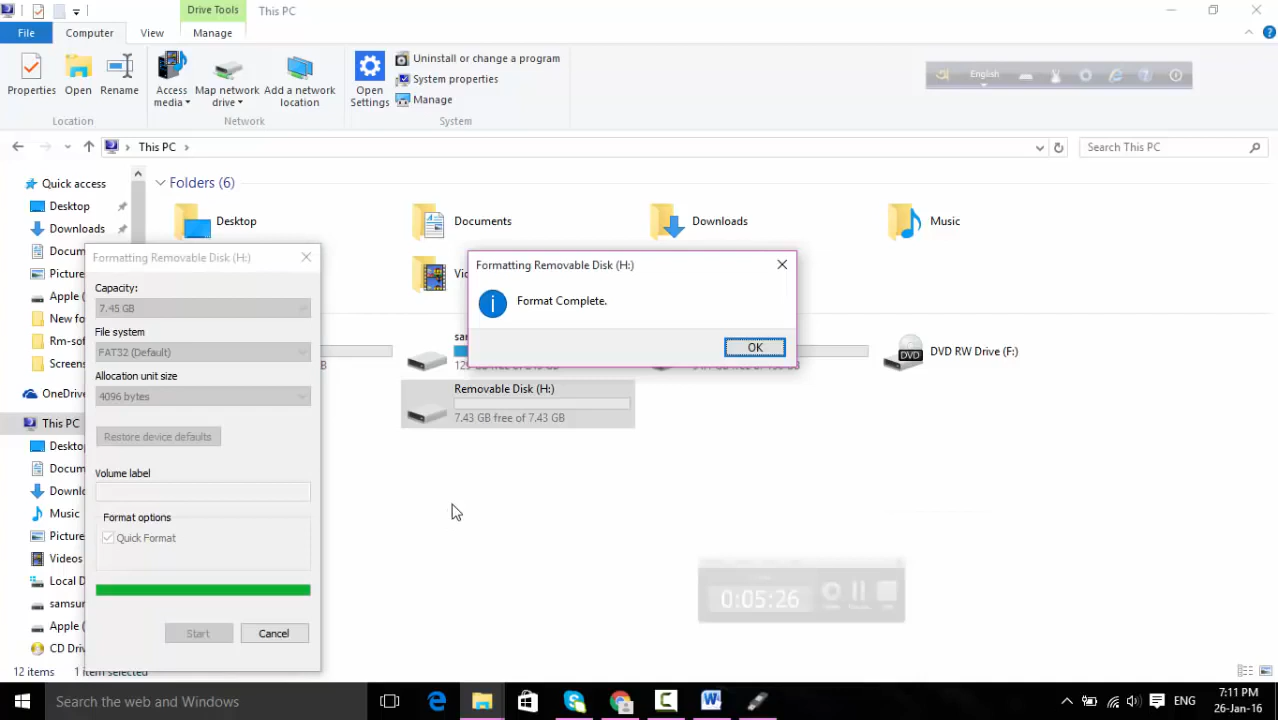 Drive Tools
This PC
File
Computer
View
Manage
Properties
Open
Rename
Access media
Map network drive
Add a network location
Open Settings
Uninstall or change a program
System properties
Manage
Location
Network
System
English
This PC
Search This PC
Quick access
Desktop
Downloads
Docum
Picture
Apple (
New fo
Rm-sof
Screens
OneDriv
This PC
Desktop
Docum
Downlo
Music
Picture
Videos
Local D
samsu
Apple (
CD Driv
Folders (6)
Desktop
Documents
Downloads
Music
DVD RW Drive (F:)
DVD
Removable Disk (H:)
7.43 GB free of 7.43 GB
Formatting Removable Disk (H:)
Capacity:
7.45 GB
File system
FAT32 (Default)
Allocation unit size
4096 bytes
Restore device defaults
Volume label
Format options
Quick Format
Start
Cancel
Formatting Removable Disk (H:)
Format Complete.
OK
0:05:26
12 items
1 item selected
Search the web and Windows
ENG
7:11 PM
26-Jan-16